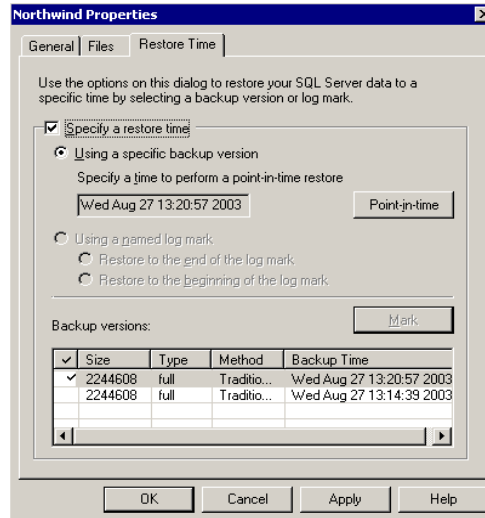 Northwind Properties
General Files Restore Time
Use the options on this dialog to restore your SQL Server data to a
specific time by selecting a backup version or log mark.
Specify a restore time
Using a specific backup version
Specify a time to perform a point-in-time restore
Wed Aug 27 13:20:57 2003 Point-in-time
Using a named log mark
Restore to the end of the log mark
Restore to the beginning of the log mark
Mark
Backup versions:
Size Type Method Backup Time
2244608 full Traditio... Wed Aug 27 13:20:57 2003
2244608 full Traditio... Wed Aug 27 13:14:39 2003
OK Cancel Apply Help